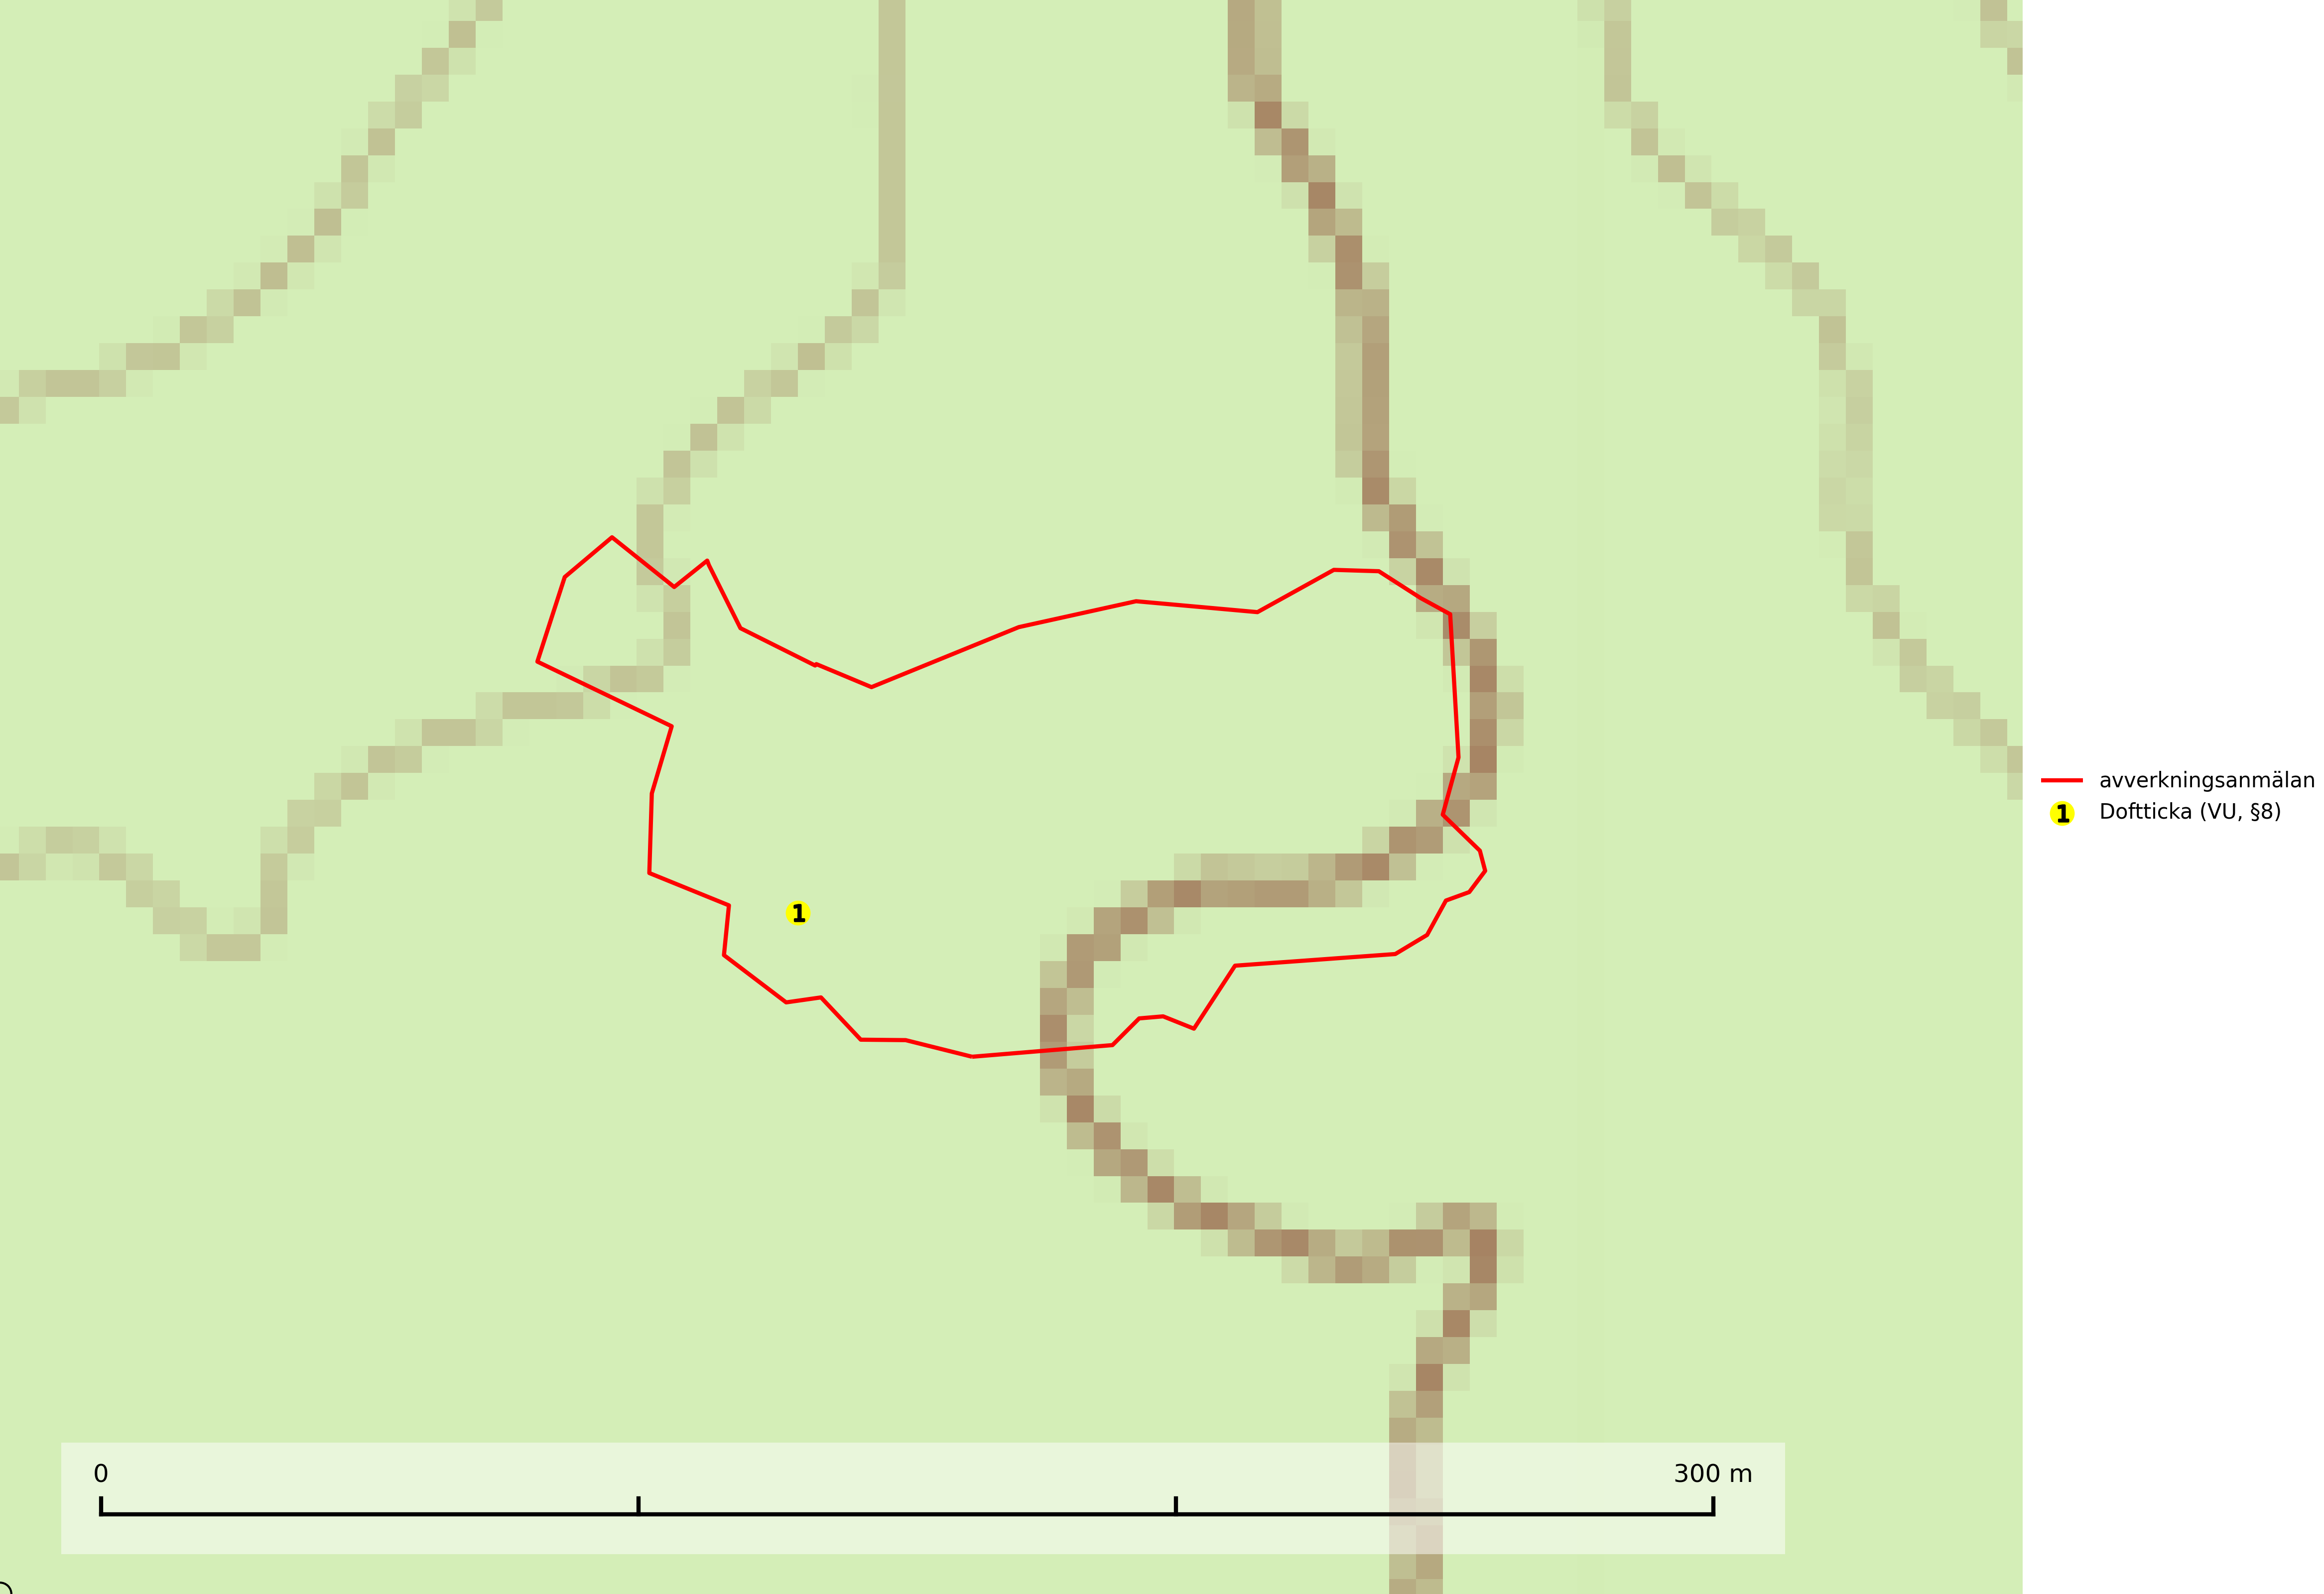 avverkningsanmälan
1 Doftticka (VU, §8)
1
0 300 m